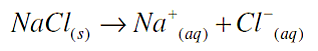 NaCl₍s₎ → Na⁺₍aq₎ + Cl⁻₍aq₎